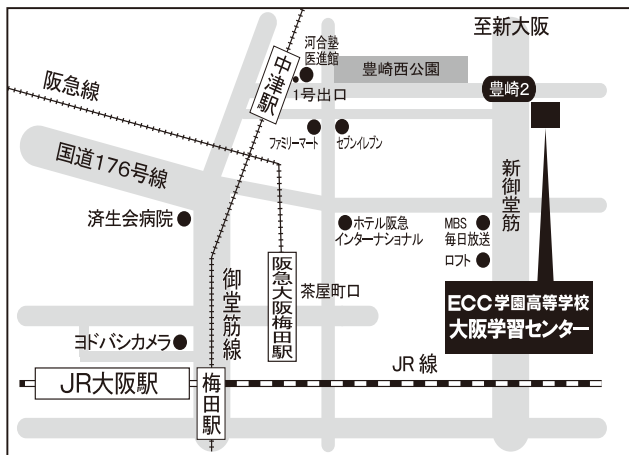 至新大阪
河合塾
医進館
豊崎西公園
豊崎2
中津駅
1号出口
阪急線
ファミリーマート
セブンイレブン
国道176号線
新御堂筋
済生会病院
ホテル阪急
インターナショナル
MBS
毎日放送
ロフト
御堂筋線
阪急大阪梅田駅
茶屋町口
ECC学園高等学校
大阪学習センター
ヨドバシカメラ
JR線
JR大阪駅
梅田駅